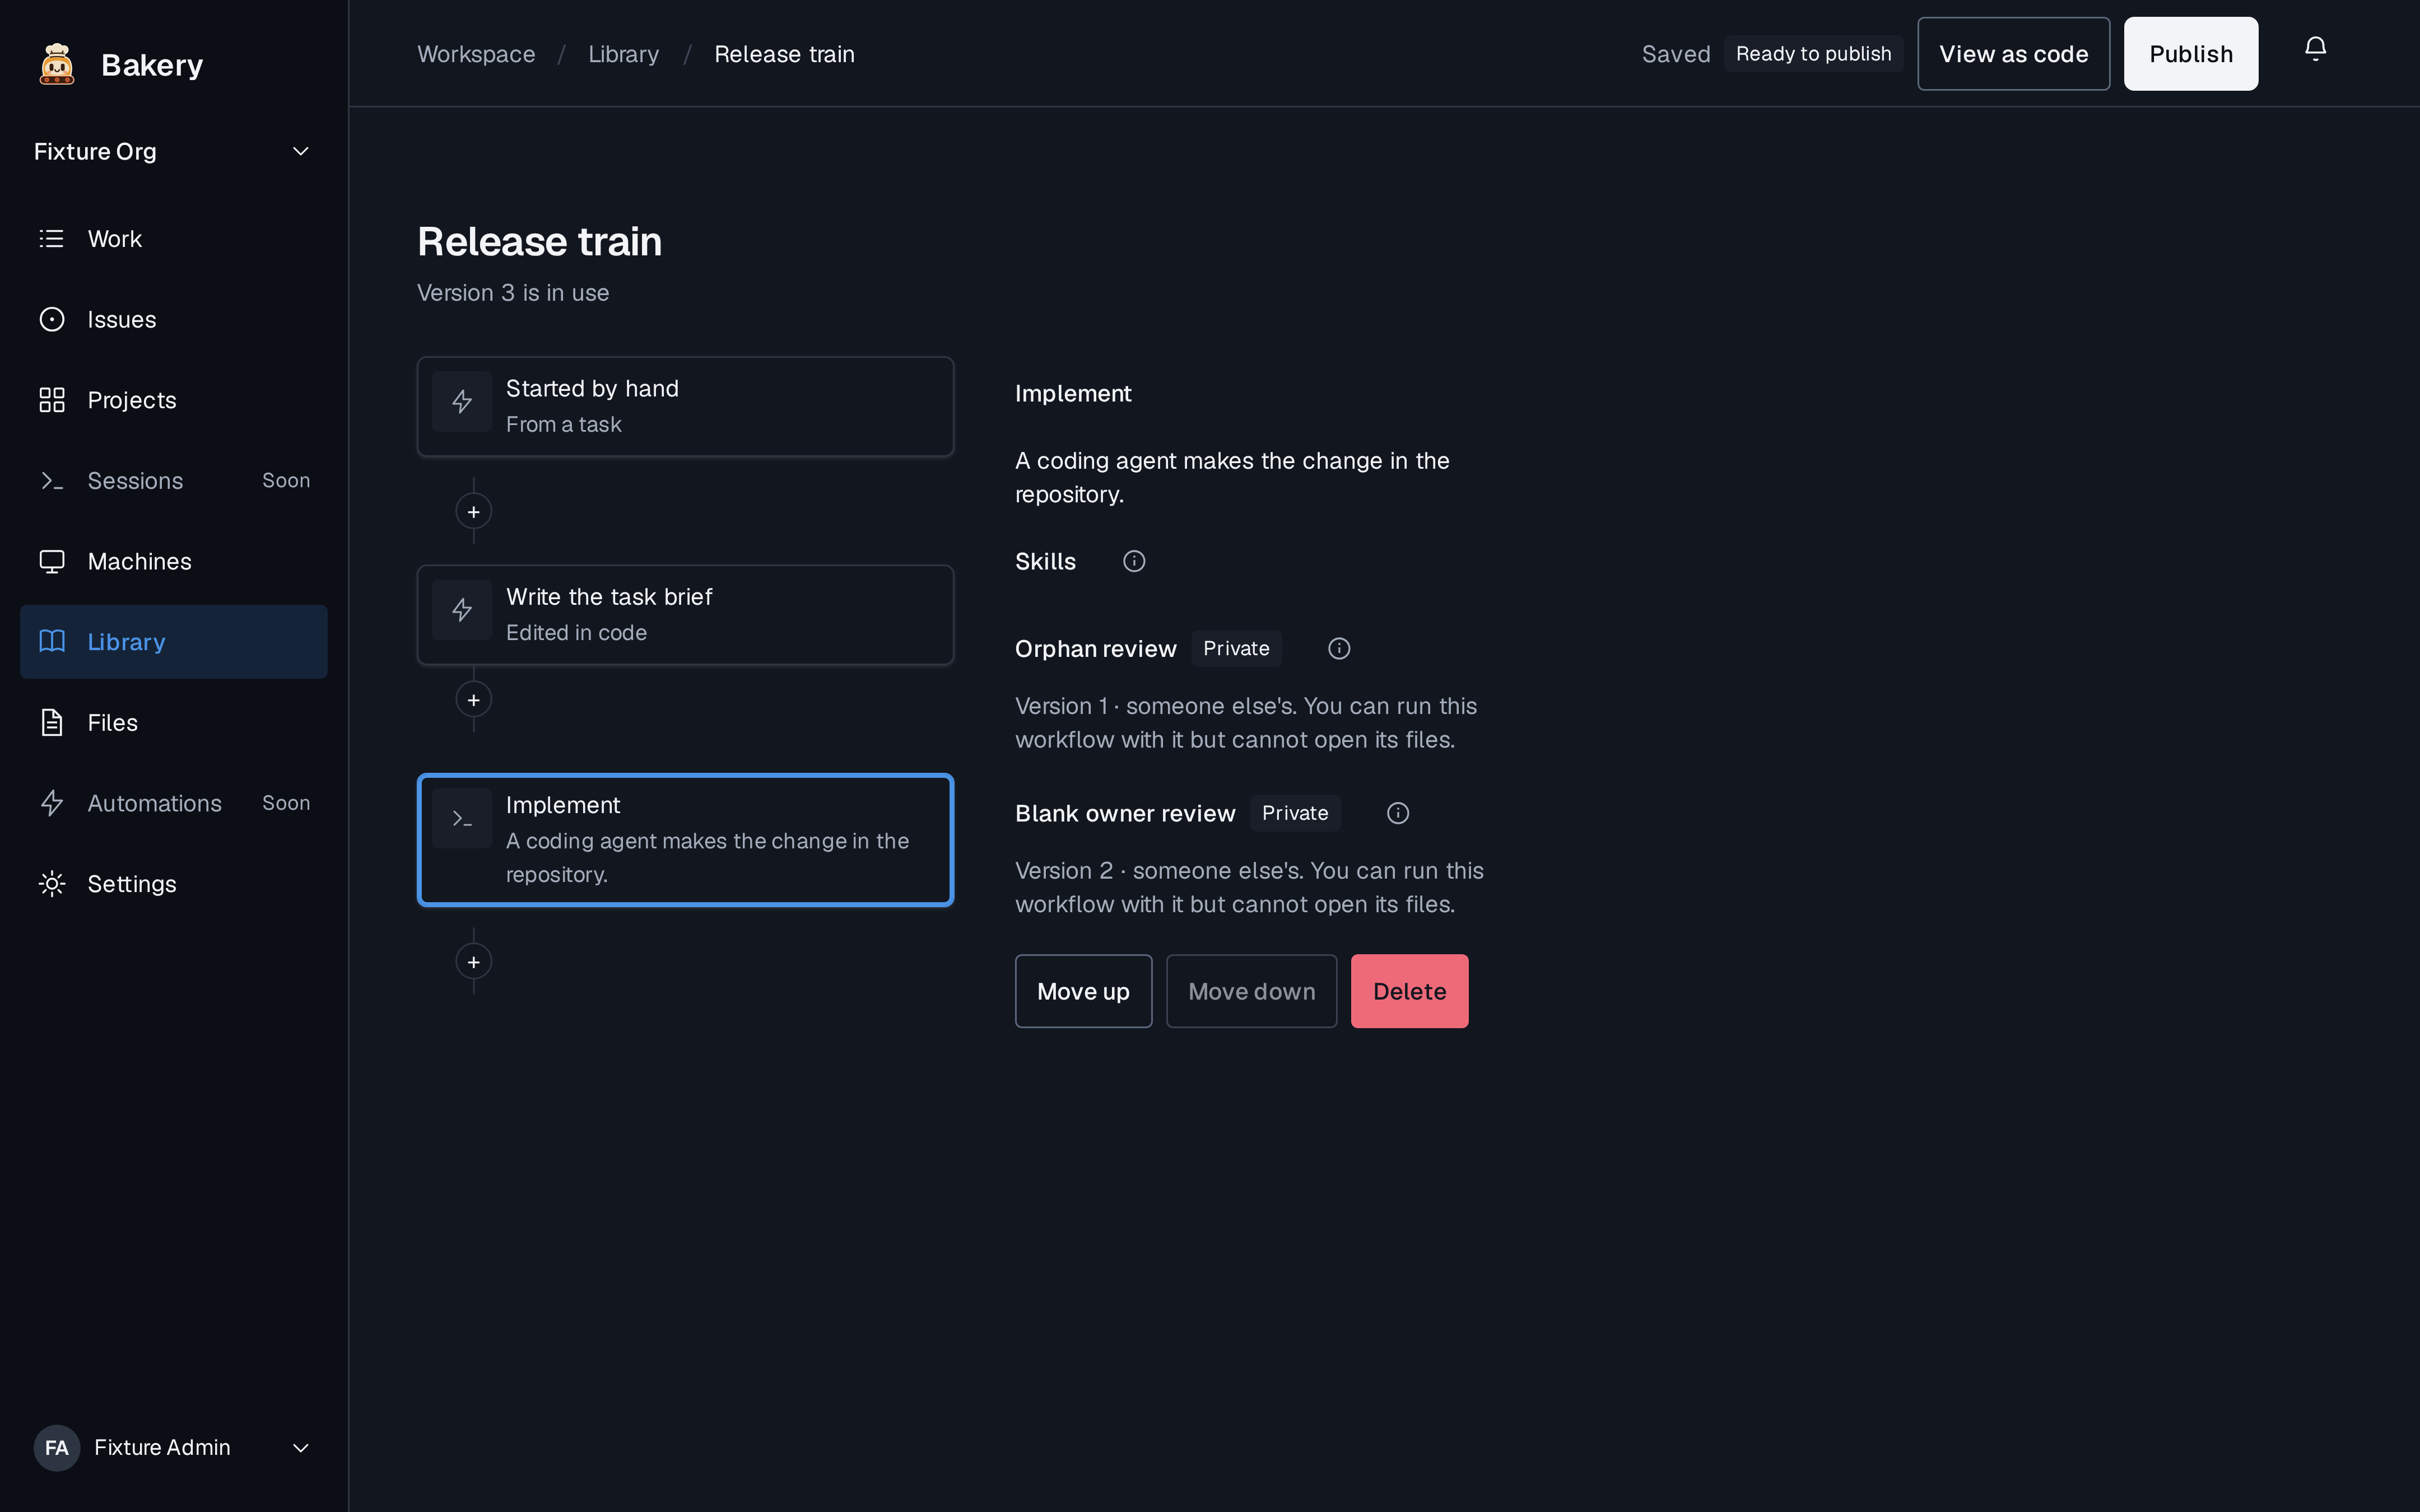 Bakery
Fixture Org
Work
Issues
Projects
Sessions Soon
Machines
Library
Files
Automations Soon
Settings
FA Fixture Admin
Workspace / Library / Release train
Saved Ready to publish View as code Publish
Release train
Version 3 is in use
Started by hand
From a task
+
Write the task brief
Edited in code
+
Implement
A coding agent makes the change in the
repository.
+
Implement
A coding agent makes the change in the
repository.
Skills
Orphan review Private
Version 1 · someone else's. You can run this
workflow with it but cannot open its files.
Blank owner review Private
Version 2 · someone else's. You can run this
workflow with it but cannot open its files.
Move up Move down Delete